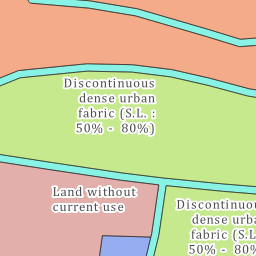 Discontinuous
dense urban
fabric (S.L. :
50% -  80%)
Land without
current use
Discontinuou
dense urba
fabric (S.L
50% -  80%